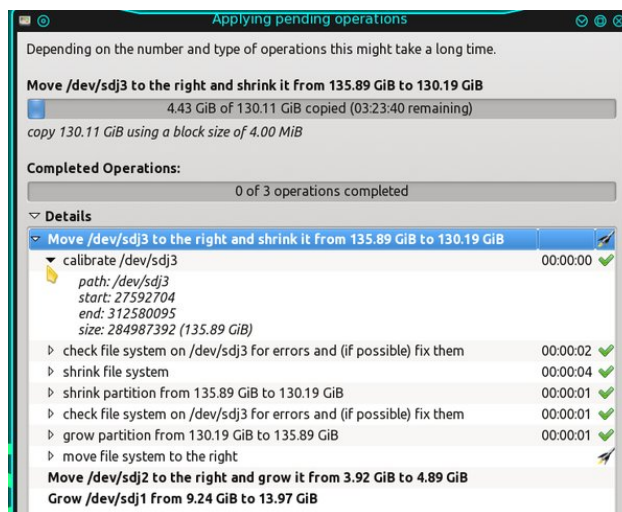 Applying pending operations
Depending on the number and type of operations this might take a long time.
Move /dev/sdj3 to the right and shrink it from 135.89 GiB to 130.19 GiB
4.43 GiB of 130.11 GiB copied (03:23:40 remaining)
copy 130.11 GiB using a block size of 4.00 MiB
Completed Operations:
0 of 3 operations completed
Details
Move /dev/sdj3 to the right and shrink it from 135.89 GiB to 130.19 GiB
calibrate /dev/sdj3 00:00:00
path: /dev/sdj3
start: 27592704
end: 312580095
size: 284987392 (135.89 GiB)
check file system on /dev/sdj3 for errors and (if possible) fix them 00:00:02
shrink file system 00:00:04
shrink partition from 135.89 GiB to 130.19 GiB 00:00:01
check file system on /dev/sdj3 for errors and (if possible) fix them 00:00:01
grow partition from 130.19 GiB to 135.89 GiB 00:00:01
move file system to the right
Move /dev/sdj2 to the right and grow it from 3.92 GiB to 4.89 GiB
Grow /dev/sdj1 from 9.24 GiB to 13.97 GiB